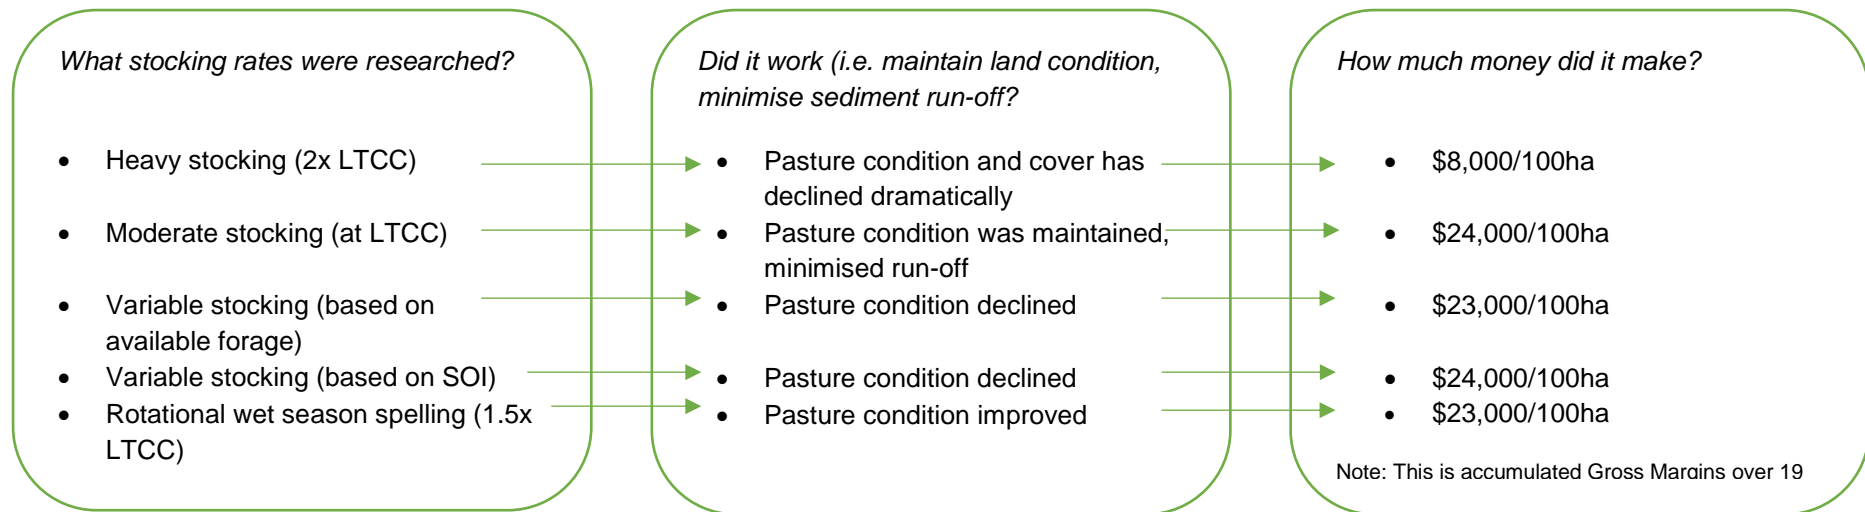 What stocking rates were researched?
• Heavy stocking (2x LTCC)
• Moderate stocking (at LTCC)
• Variable stocking (based on
available forage)
• Variable stocking (based on SOI)
• Rotational wet season spelling (1.5x
LTCC)
Did it work (i.e. maintain land condition,
minimise sediment run-off?
• Pasture condition and cover has
declined dramatically
• Pasture condition was maintained,
minimised run-off
• Pasture condition declined
• Pasture condition declined
• Pasture condition improved
How much money did it make?
• $8,000/100ha
• $24,000/100ha
• $23,000/100ha
• $24,000/100ha
• $23,000/100ha
Note: This is accumulated Gross Margins over 19